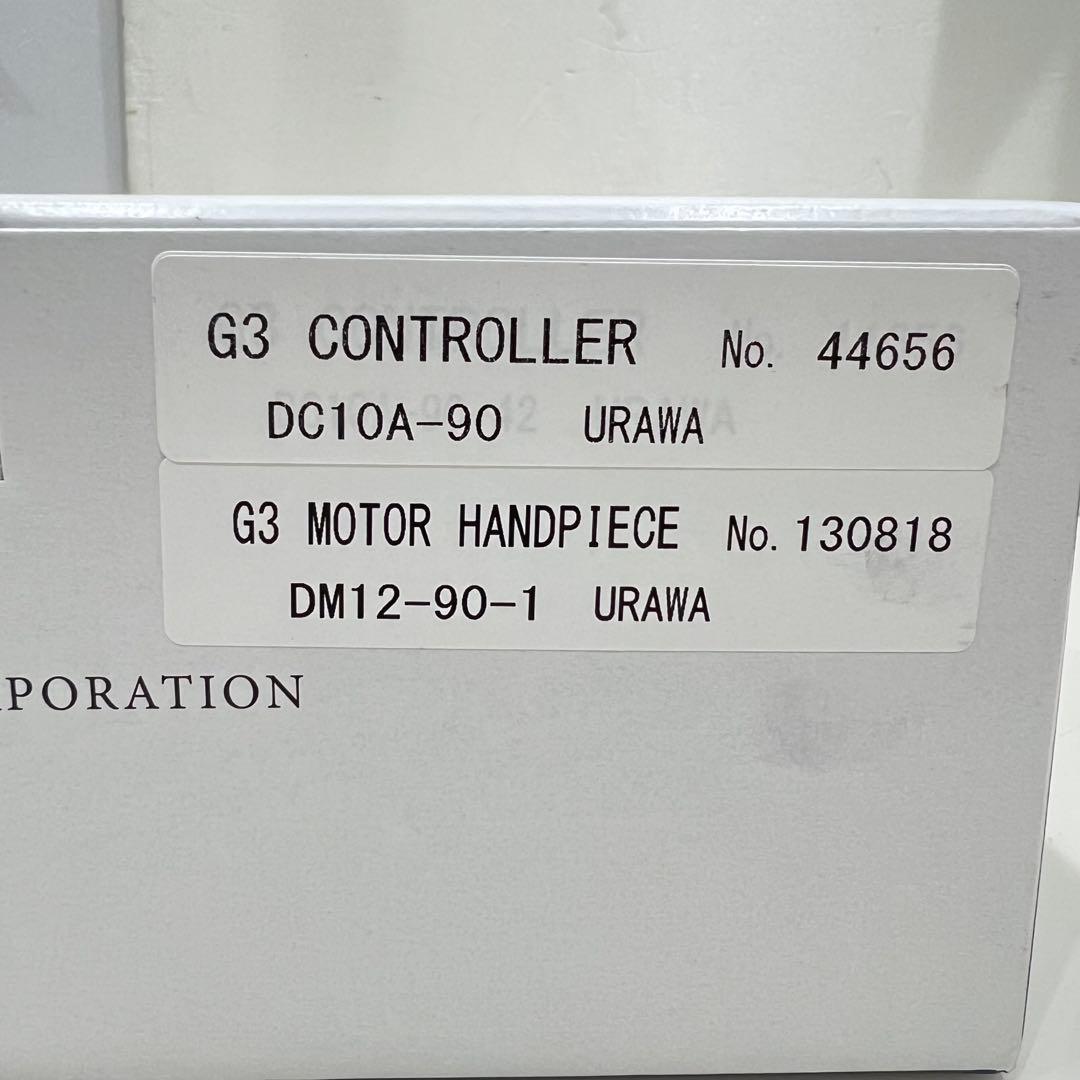 G3 CONTROLLER No. 44656
DC10A-90 URAWA
G3 MOTOR HANDPIECE No. 130818
DM12-90-1 URAWA
PORATION